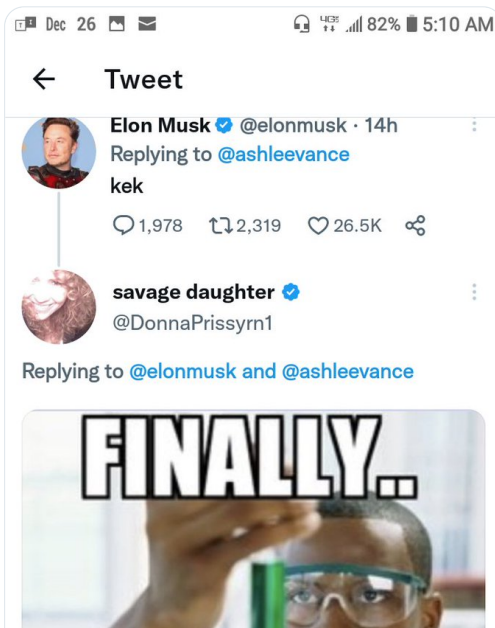 Dec 26 4G 82% 5:10 AM
Tweet
Elon Musk @elonmusk · 14h
Replying to @ashleevance
kek
1,978 2,319 26.5K
savage daughter
@DonnaPrissyrn1
Replying to @elonmusk and @ashleevance
FINALLY..